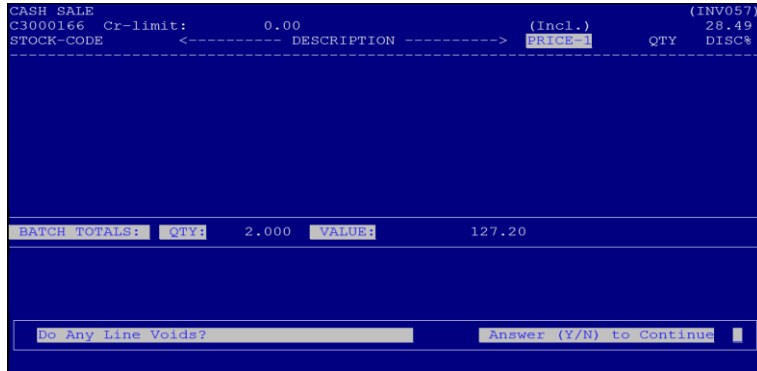 CASH SALE (INV057)
C3000166 Cr-limit: 0.00 (Incl.) 28.49
STOCK-CODE <---------- DESCRIPTION ----------> PRICE-1 QTY DISC%
BATCH TOTALS: QTY: 2.000 VALUE: 127.20
Do Any Line Voids? Answer (Y/N) to Continue